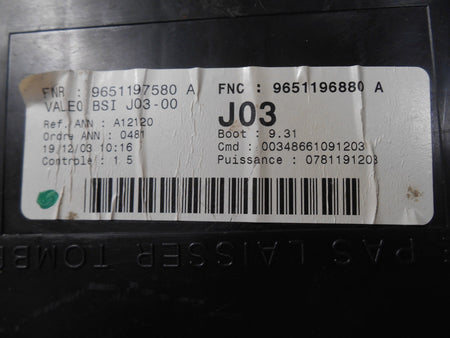 FNR : 9651197580 A
FNC : 9651196880 A
VALEO BSI J03-00
J03
Ref. ANN : A12120
Ordre ANN : 0481
Boot : 9.31
19/12/03 10:16
Cmd : 00348661091203
Controle : 1.5
Puissance : 0781191203
PAS LAISSER TOMB